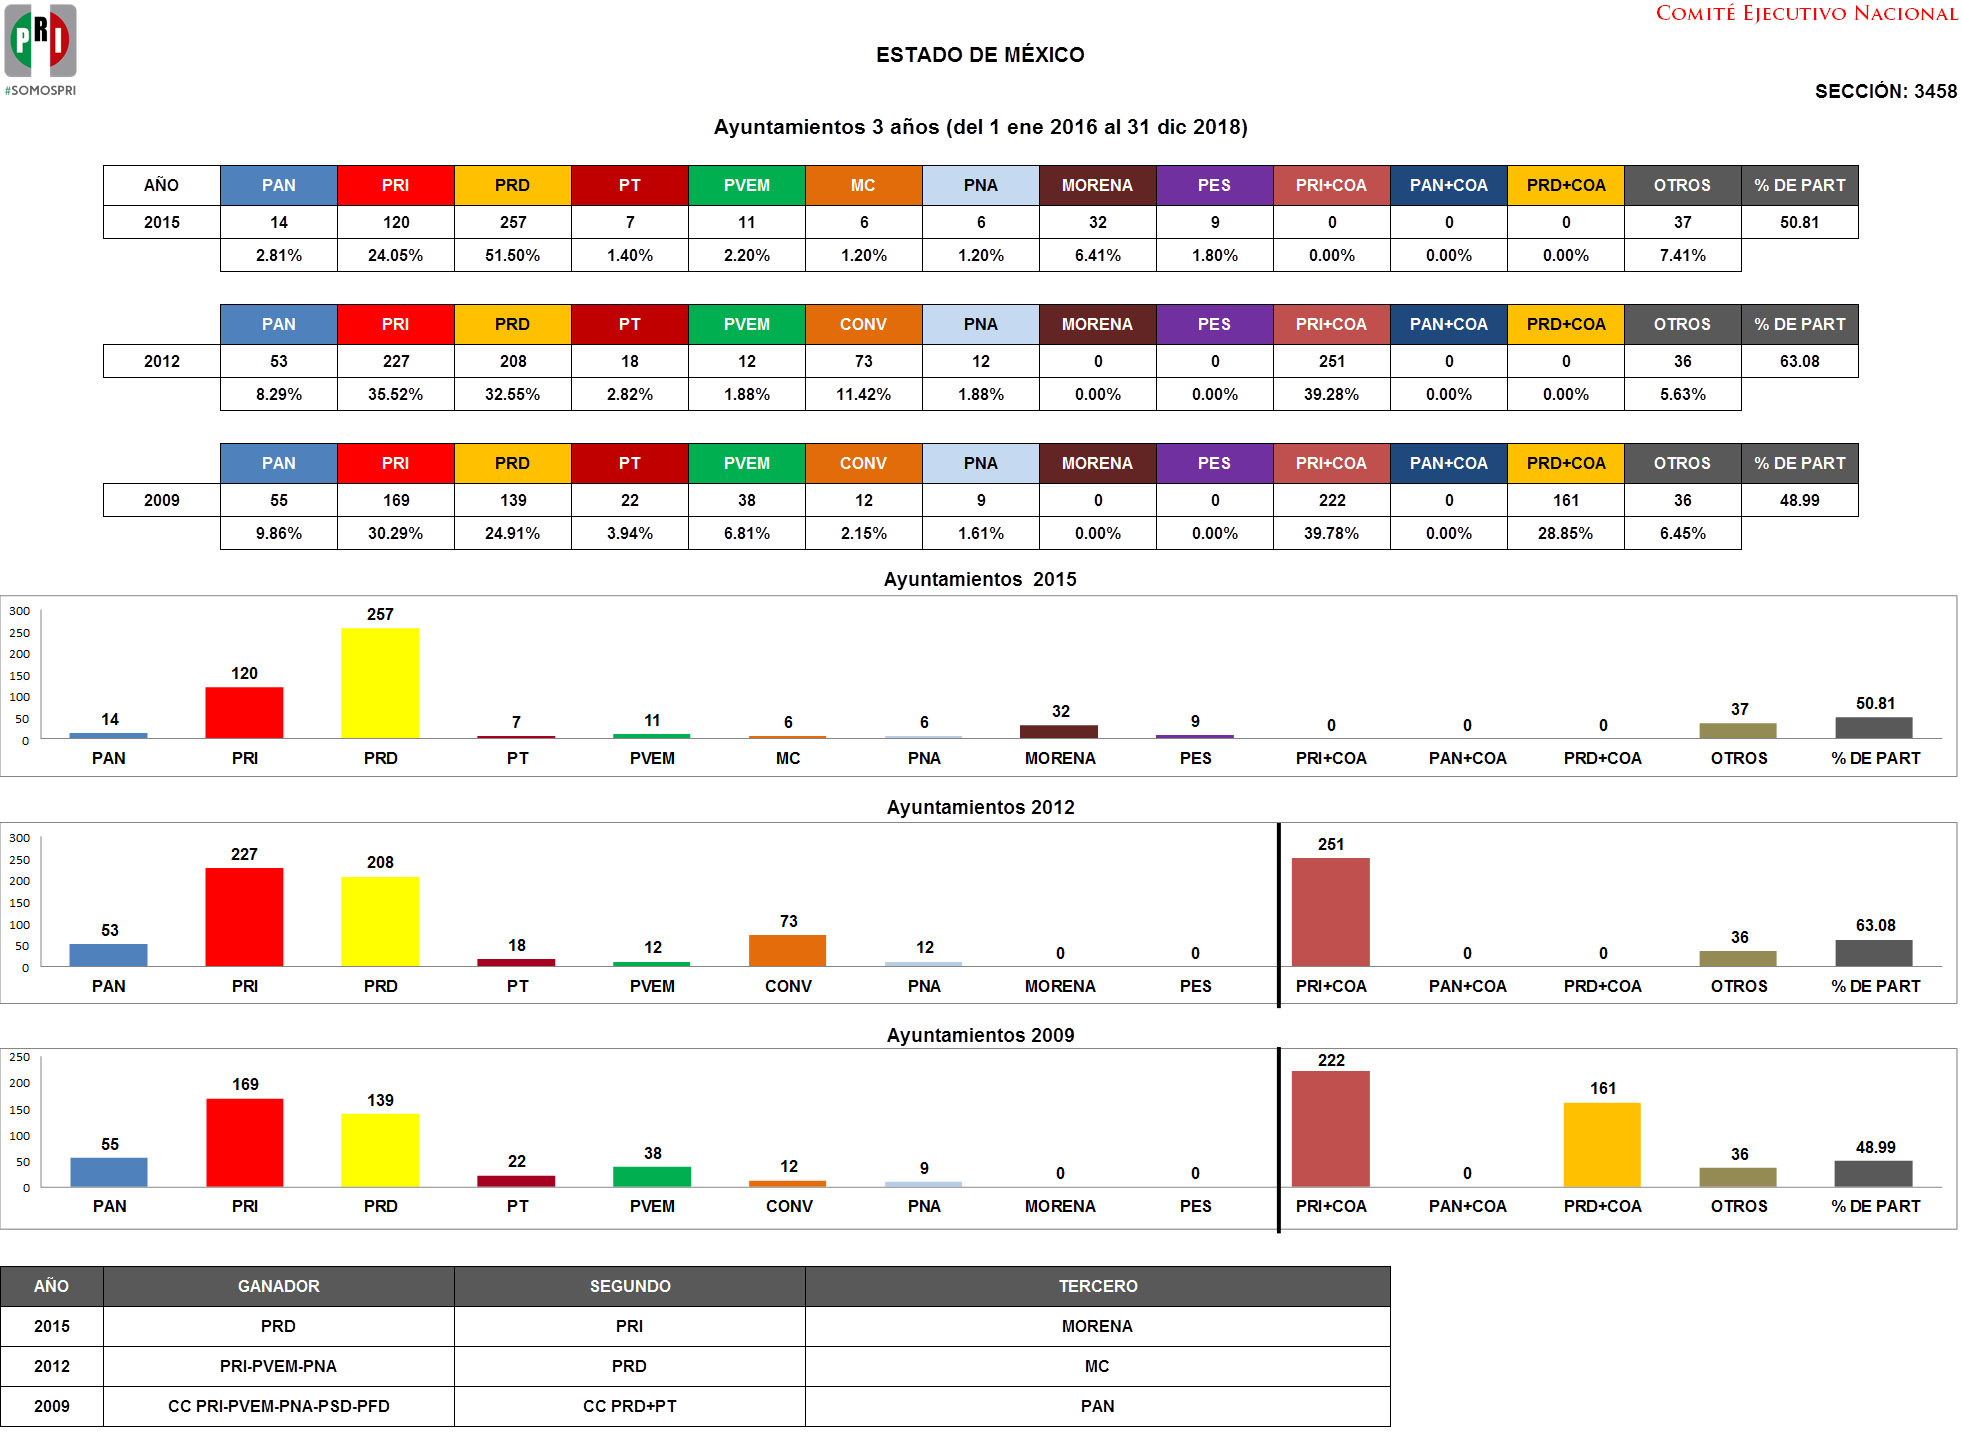 PRI
#SOMOSPRI
COMITÉ EJECUTIVO NACIONAL
ESTADO DE MÉXICO
SECCIÓN: 3458
Ayuntamientos 3 años (del 1 ene 2016 al 31 dic 2018)
AÑO PAN PRI PRD PT PVEM MC PNA MORENA PES PRI+COA PAN+COA PRD+COA OTROS % DE PART
2015 14 120 257 7 11 6 6 32 9 0 0 0 37 50.81
2.81% 24.05% 51.50% 1.40% 2.20% 1.20% 1.20% 6.41% 1.80% 0.00% 0.00% 0.00% 7.41%
PAN PRI PRD PT PVEM CONV PNA MORENA PES PRI+COA PAN+COA PRD+COA OTROS % DE PART
2012 53 227 208 18 12 73 12 0 0 251 0 0 36 63.08
8.29% 35.52% 32.55% 2.82% 1.88% 11.42% 1.88% 0.00% 0.00% 39.28% 0.00% 0.00% 5.63%
PAN PRI PRD PT PVEM CONV PNA MORENA PES PRI+COA PAN+COA PRD+COA OTROS % DE PART
2009 55 169 139 22 38 12 9 0 0 222 0 161 36 48.99
9.86% 30.29% 24.91% 3.94% 6.81% 2.15% 1.61% 0.00% 0.00% 39.78% 0.00% 28.85% 6.45%
Ayuntamientos 2015
300
250
200
150
100
50
0
14 120 257 7 11 6 6 32 9 0 0 0 37 50.81
PAN PRI PRD PT PVEM MC PNA MORENA PES PRI+COA PAN+COA PRD+COA OTROS % DE PART
Ayuntamientos 2012
300
250
200
150
100
50
0
53 227 208 18 12 73 12 0 0 251 0 0 36 63.08
PAN PRI PRD PT PVEM CONV PNA MORENA PES PRI+COA PAN+COA PRD+COA OTROS % DE PART
Ayuntamientos 2009
250
200
150
100
50
0
55 169 139 22 38 12 9 0 0 222 0 161 36 48.99
PAN PRI PRD PT PVEM CONV PNA MORENA PES PRI+COA PAN+COA PRD+COA OTROS % DE PART
AÑO GANADOR SEGUNDO TERCERO
2015 PRD PRI MORENA
2012 PRI-PVEM-PNA PRD MC
2009 CC PRI-PVEM-PNA-PSD-PFD CC PRD+PT PAN